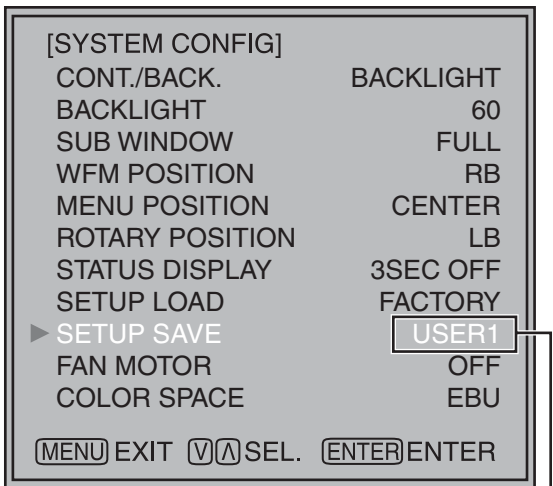 [SYSTEM CONFIG]
CONT./BACK. BACKLIGHT
BACKLIGHT 60
SUB WINDOW FULL
WFM POSITION RB
MENU POSITION CENTER
ROTARY POSITION LB
STATUS DISPLAY 3SEC OFF
SETUP LOAD FACTORY
▶ SETUP SAVE USER1
FAN MOTOR OFF
COLOR SPACE EBU
MENU EXIT V Λ SEL. ENTER ENTER